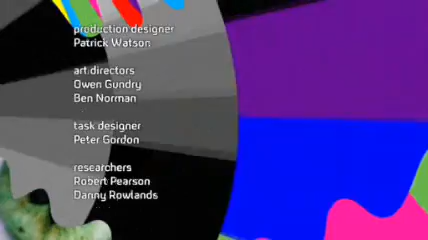 production designer
Patrick Watson
art directors
Owen Gundry
Ben Norman
task designer
Peter Gordon
researchers
Robert Pearson
Danny Rowlands